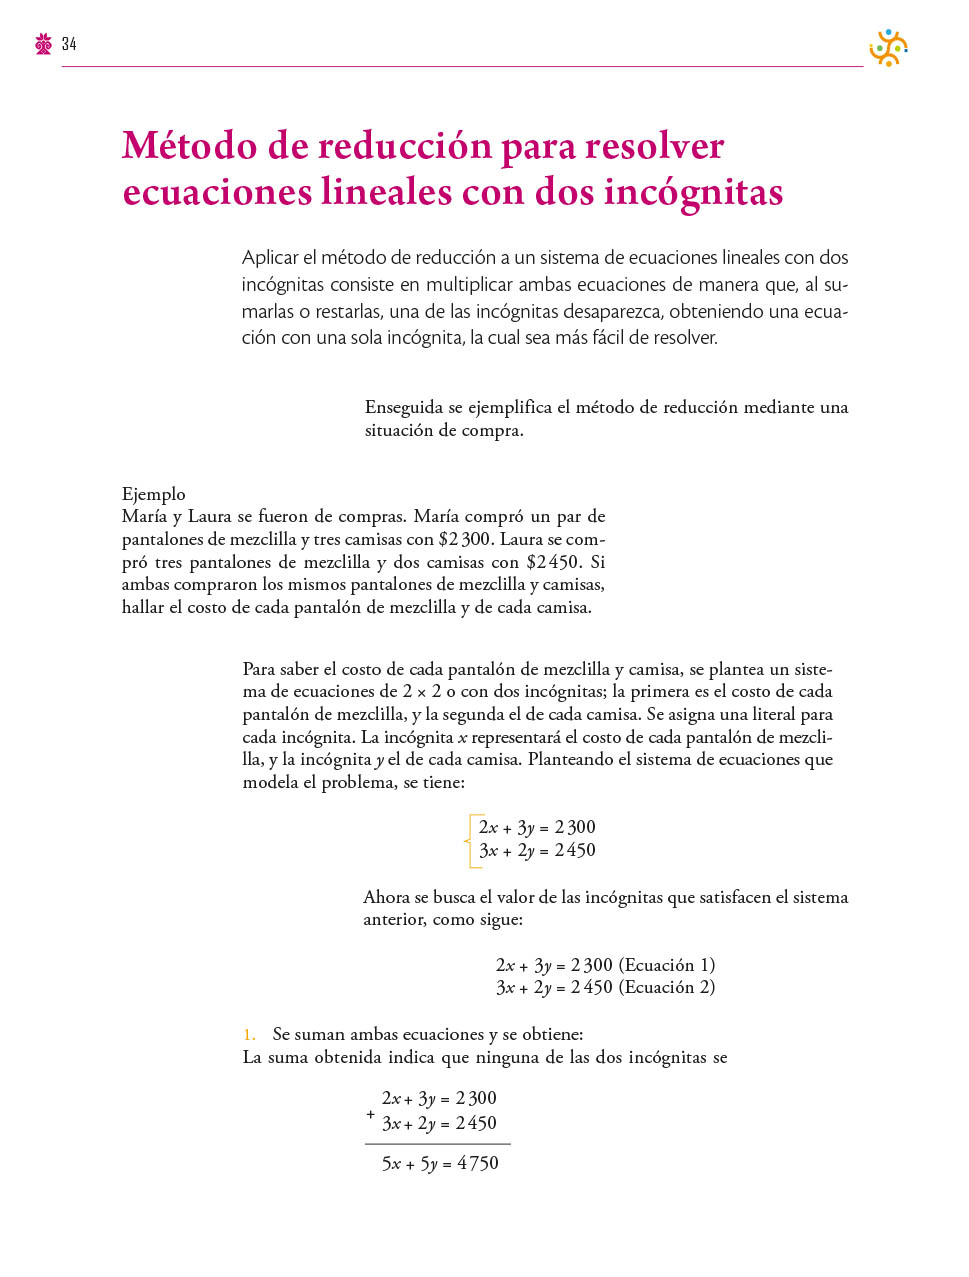 34
Método de reducción para resolver
ecuaciones lineales con dos incógnitas
Aplicar el método de reducción a un sistema de ecuaciones lineales con dos
incógnitas consiste en multiplicar ambas ecuaciones de manera que, al su-
marlas o restarlas, una de las incógnitas desaparezca, obteniendo una ecua-
ción con una sola incógnita, la cual sea más fácil de resolver.
Enseguida se ejemplifica el método de reducción mediante una
situación de compra.
Ejemplo
María y Laura se fueron de compras. María compró un par de
pantalones de mezclilla y tres camisas con $2 300. Laura se com-
pró tres pantalones de mezclilla y dos camisas con $2 450. Si
ambas compraron los mismos pantalones de mezclilla y camisas,
hallar el costo de cada pantalón de mezclilla y de cada camisa.
Para saber el costo de cada pantalón de mezclilla y camisa, se plantea un siste-
ma de ecuaciones de 2 × 2 o con dos incógnitas; la primera es el costo de cada
pantalón de mezclilla, y la segunda el de cada camisa. Se asigna una literal para
cada incógnita. La incógnita x representará el costo de cada pantalón de mezcli-
lla, y la incógnita y el de cada camisa. Planteando el sistema de ecuaciones que
modela el problema, se tiene:
2x + 3y = 2 300
3x + 2y = 2 450
Ahora se busca el valor de las incógnitas que satisfacen el sistema
anterior, como sigue:
2x + 3y = 2 300 (Ecuación 1)
3x + 2y = 2 450 (Ecuación 2)
1. Se suman ambas ecuaciones y se obtiene:
La suma obtenida indica que ninguna de las dos incógnitas se
2x + 3y = 2 300
+
3x + 2y = 2 450
5x + 5y = 4 750